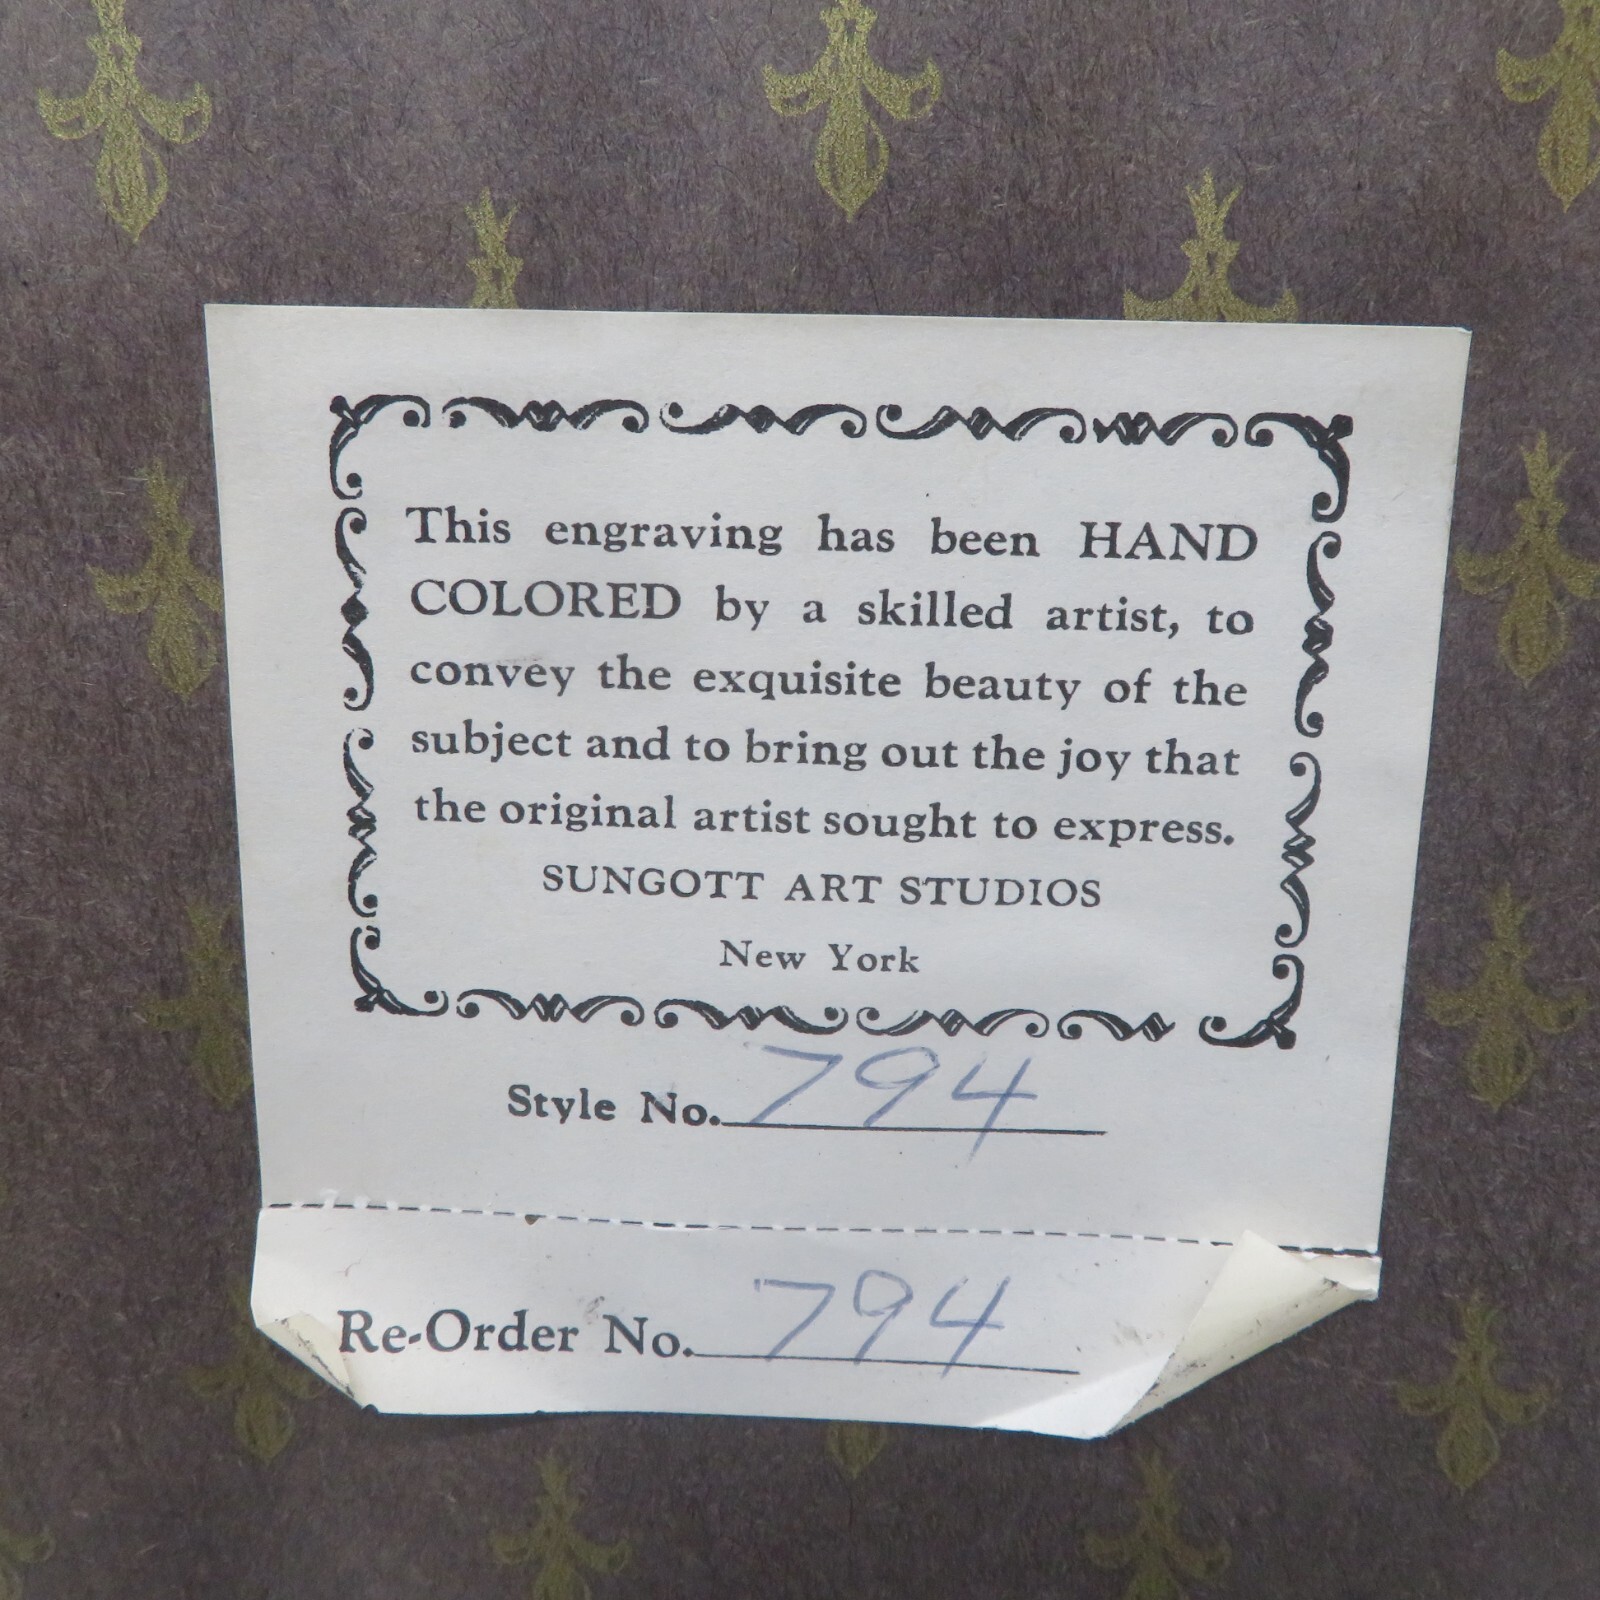 This engraving has been HAND
COLORED by a skilled artist, to
convey the exquisite beauty of the
subject and to bring out the joy that
the original artist sought to express.
SUNGOTT ART STUDIOS
New York
Style No. 794
Re-Order No. 794